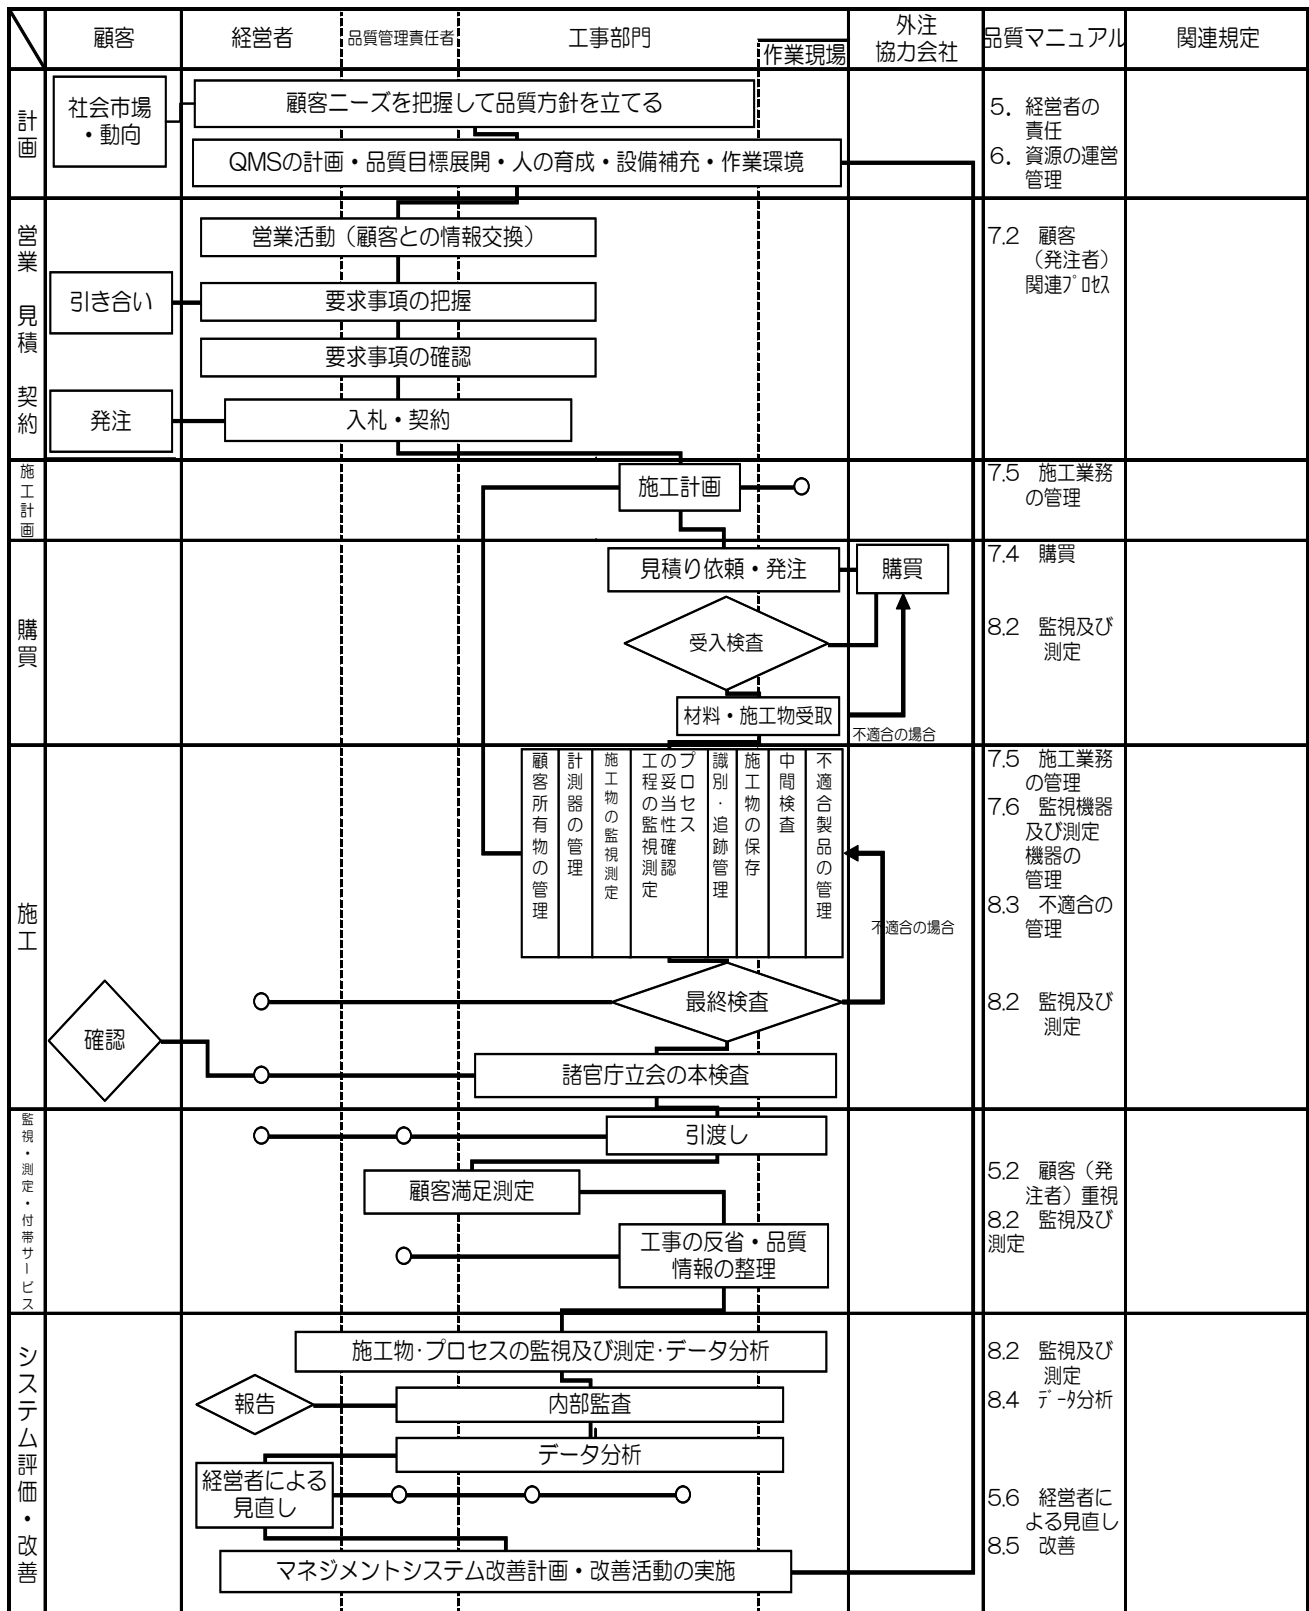 顧客
経営者
品質管理責任者
工事部門
作業現場
外注
協力会社
品質マニュアル
関連規定
計画
社会市場
・動向
顧客ニーズを把握して品質方針を立てる
QMSの計画・品質目標展開・人の育成・設備補充・作業環境
5. 経営者の
責任
6. 資源の運営
管理
営業 見積 契約
営業活動（顧客との情報交換）
引き合い
要求事項の把握
要求事項の確認
発注
入札・契約
7.2 顧客
（発注者）
関連ﾌﾟﾛｾｽ
施工計画
施工計画
7.5 施工業務
の管理
購買
見積り依頼・発注
購買
受入検査
材料・施工物受取
不適合の場合
7.4 購買
8.2 監視及び
測定
施工
顧客所有物の管理
計測器の管理
施工物の監視測定
プロセス
の妥当性確認
工程の監視測定
識別・追跡管理
施工物の保存
中間検査
不適合製品の管理
不適合の場合
最終検査
確認
諸官庁立会の本検査
7.5 施工業務
の管理
7.6 監視機器
及び測定
機器の
管理
8.3 不適合の
管理
8.2 監視及び
測定
監視・測定・付帯サービス
引渡し
顧客満足測定
工事の反省・品質
情報の整理
5.2 顧客（発
注者）重視
8.2 監視及び
測定
システム評価・改善
施工物･プロセスの監視及び測定･データ分析
報告
内部監査
データ分析
経営者による
見直し
マネジメントシステム改善計画・改善活動の実施
8.2 監視及び
測定
8.4 ﾃﾞｰﾀ分析
5.6 経営者に
よる見直し
8.5 改善